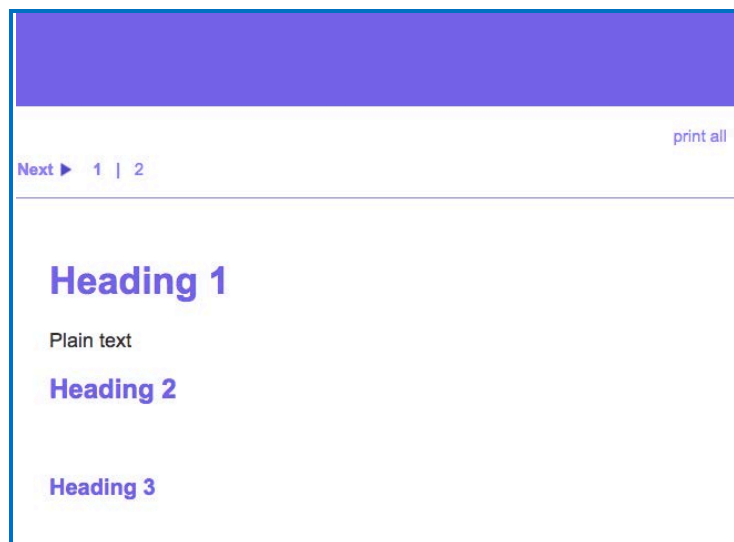 print all
Next ▶ 1 | 2
Heading 1
Plain text
Heading 2
Heading 3